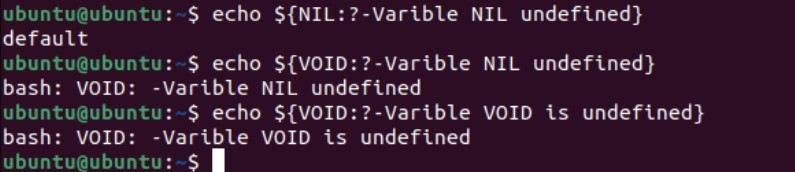 ubuntu@ubuntu:~$ echo ${NIL:?-Varible NIL undefined}
default
ubuntu@ubuntu:~$ echo ${VOID:?-Varible NIL undefined}
bash: VOID: -Varible NIL undefined
ubuntu@ubuntu:~$ echo ${VOID:?-Varible VOID is undefined}
bash: VOID: -Varible VOID is undefined
ubuntu@ubuntu:~$